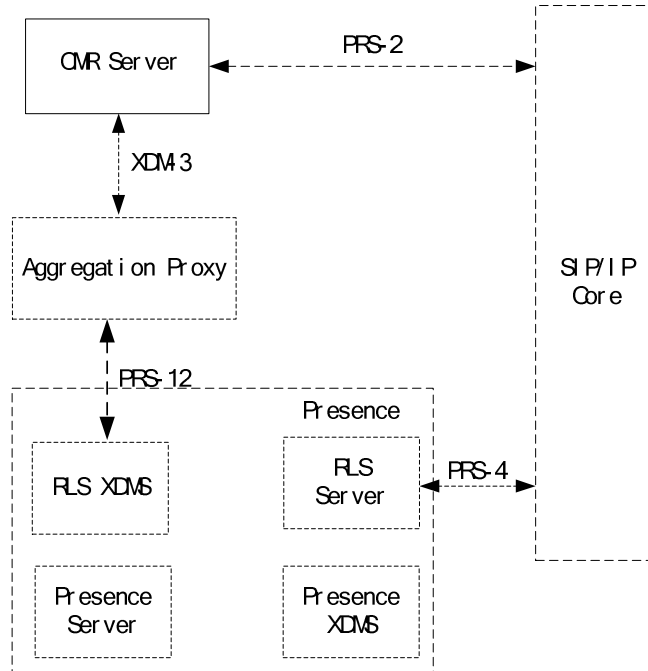 PRS-2
CMR Server
XDM-3
Aggregation Proxy
SIP/IP
Core
PRS-12
Presence
RLS XDMS
RLS
Server
PRS-4
Presence
Server
Presence
XDMS